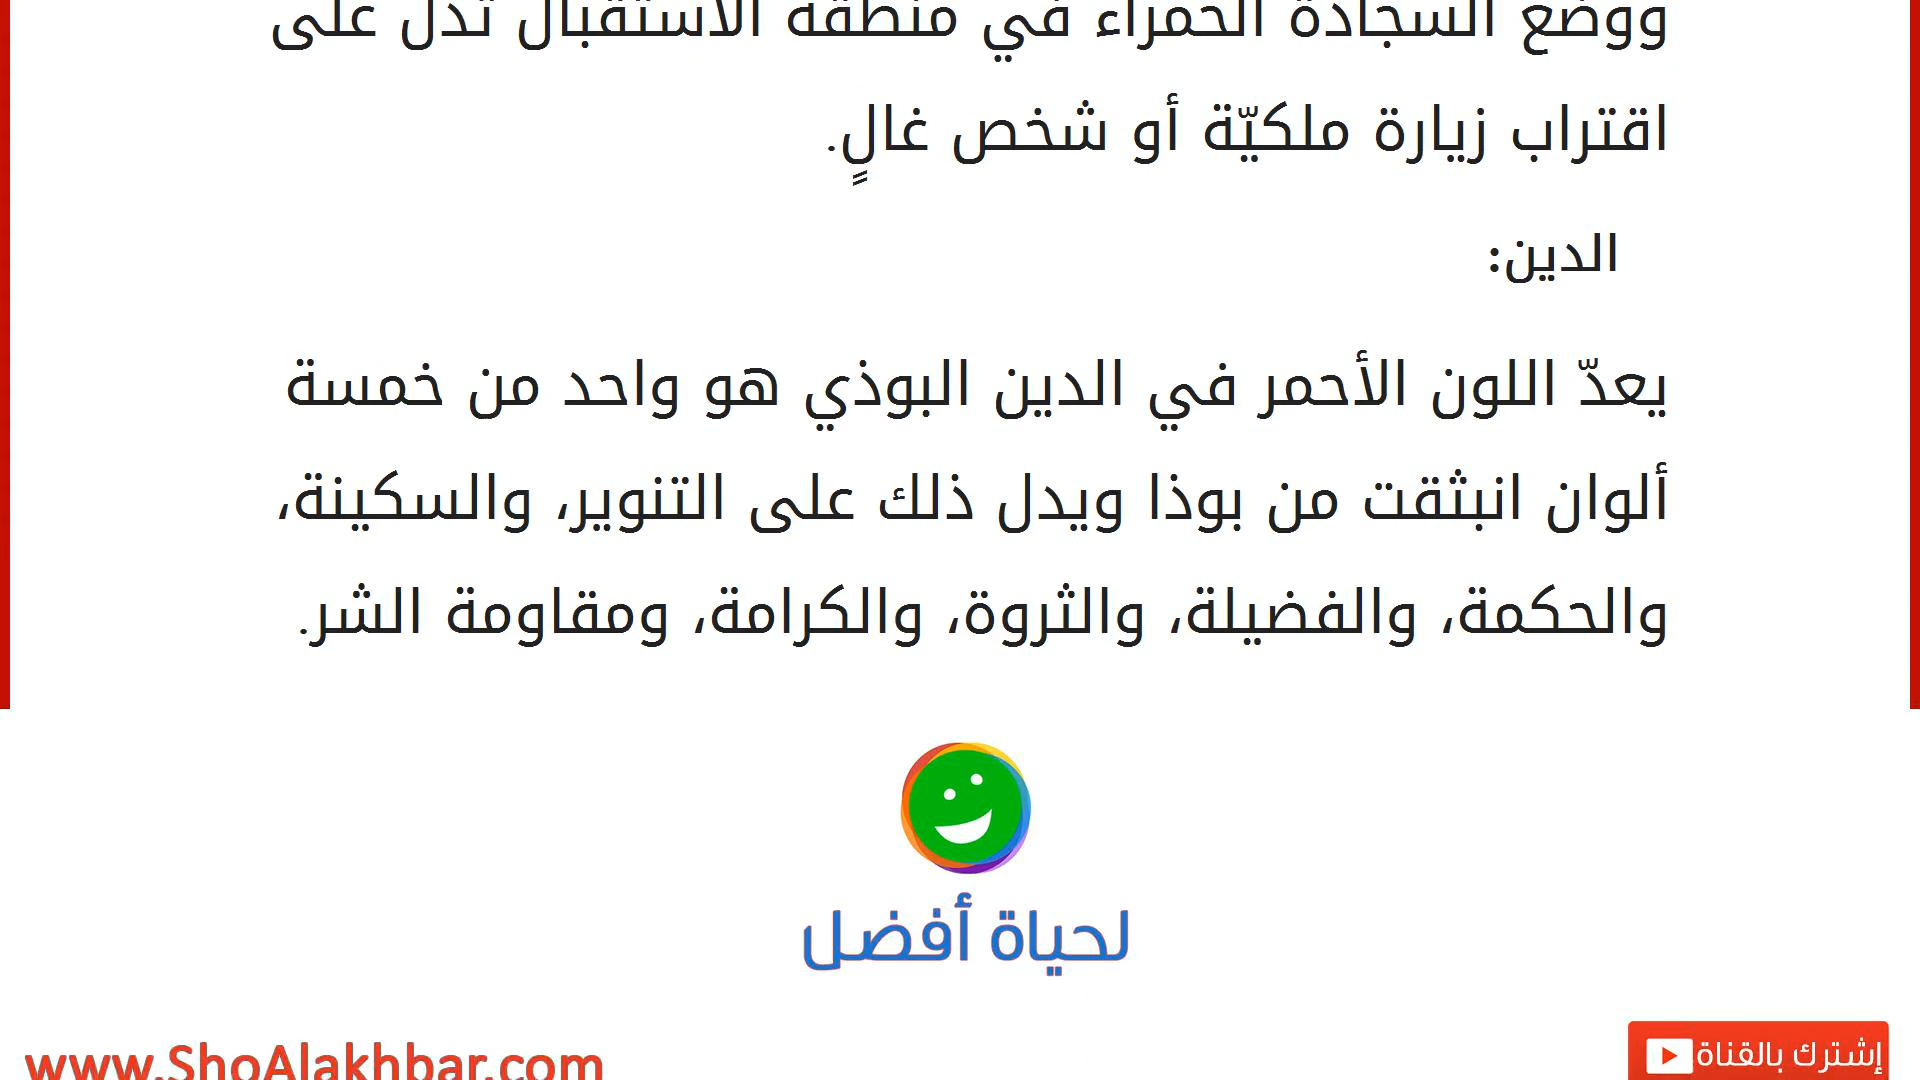 ووضع السجادة الحمراء في منطقة الاستقبال تدل على
اقتراب زيارة ملكيّة أو شخص غالٍ.
الدين:
يعدّ اللون الأحمر في الدين البوذي هو واحد من خمسة
ألوان انبثقت من بوذا ويدل ذلك على التنوير، والسكينة،
والحكمة، والفضيلة، والثروة، والكرامة، ومقاومة الشر.
لحياة أفضل
www.ShoAlakhbar.com
إشترك بالقناة